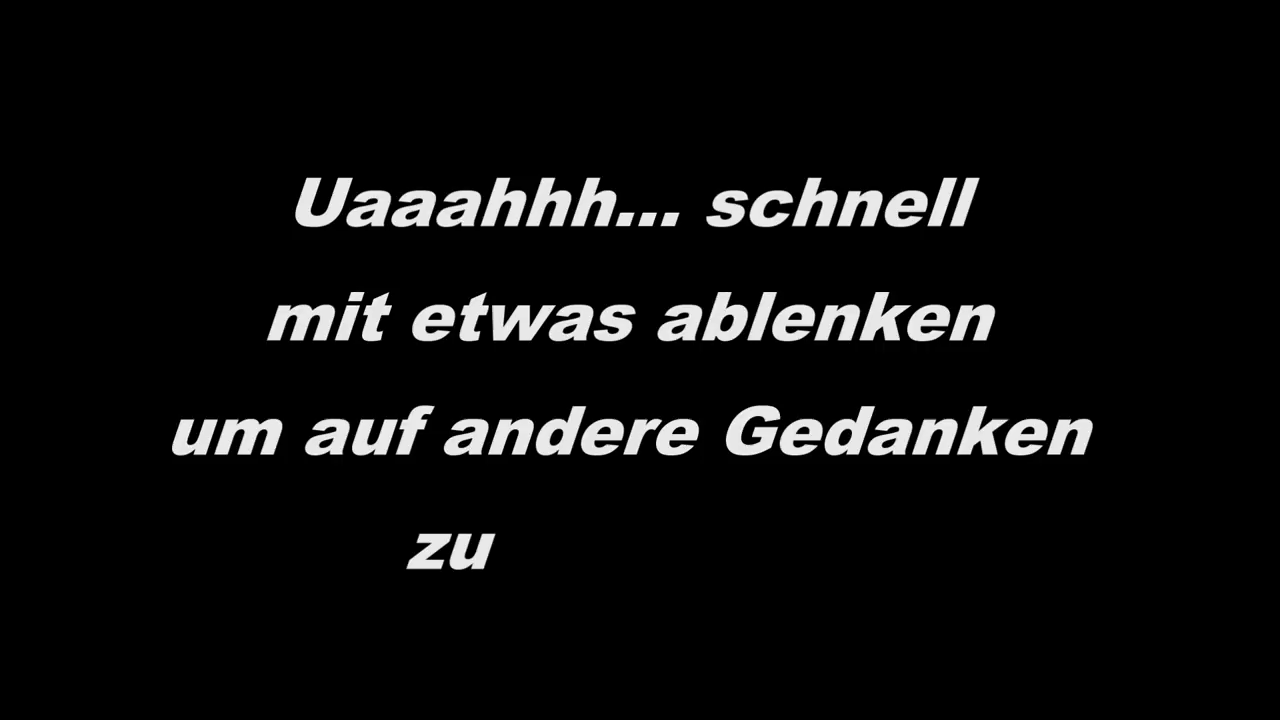 Uaaahhh... schnell
mit etwas ablenken
um auf andere Gedanken
zu